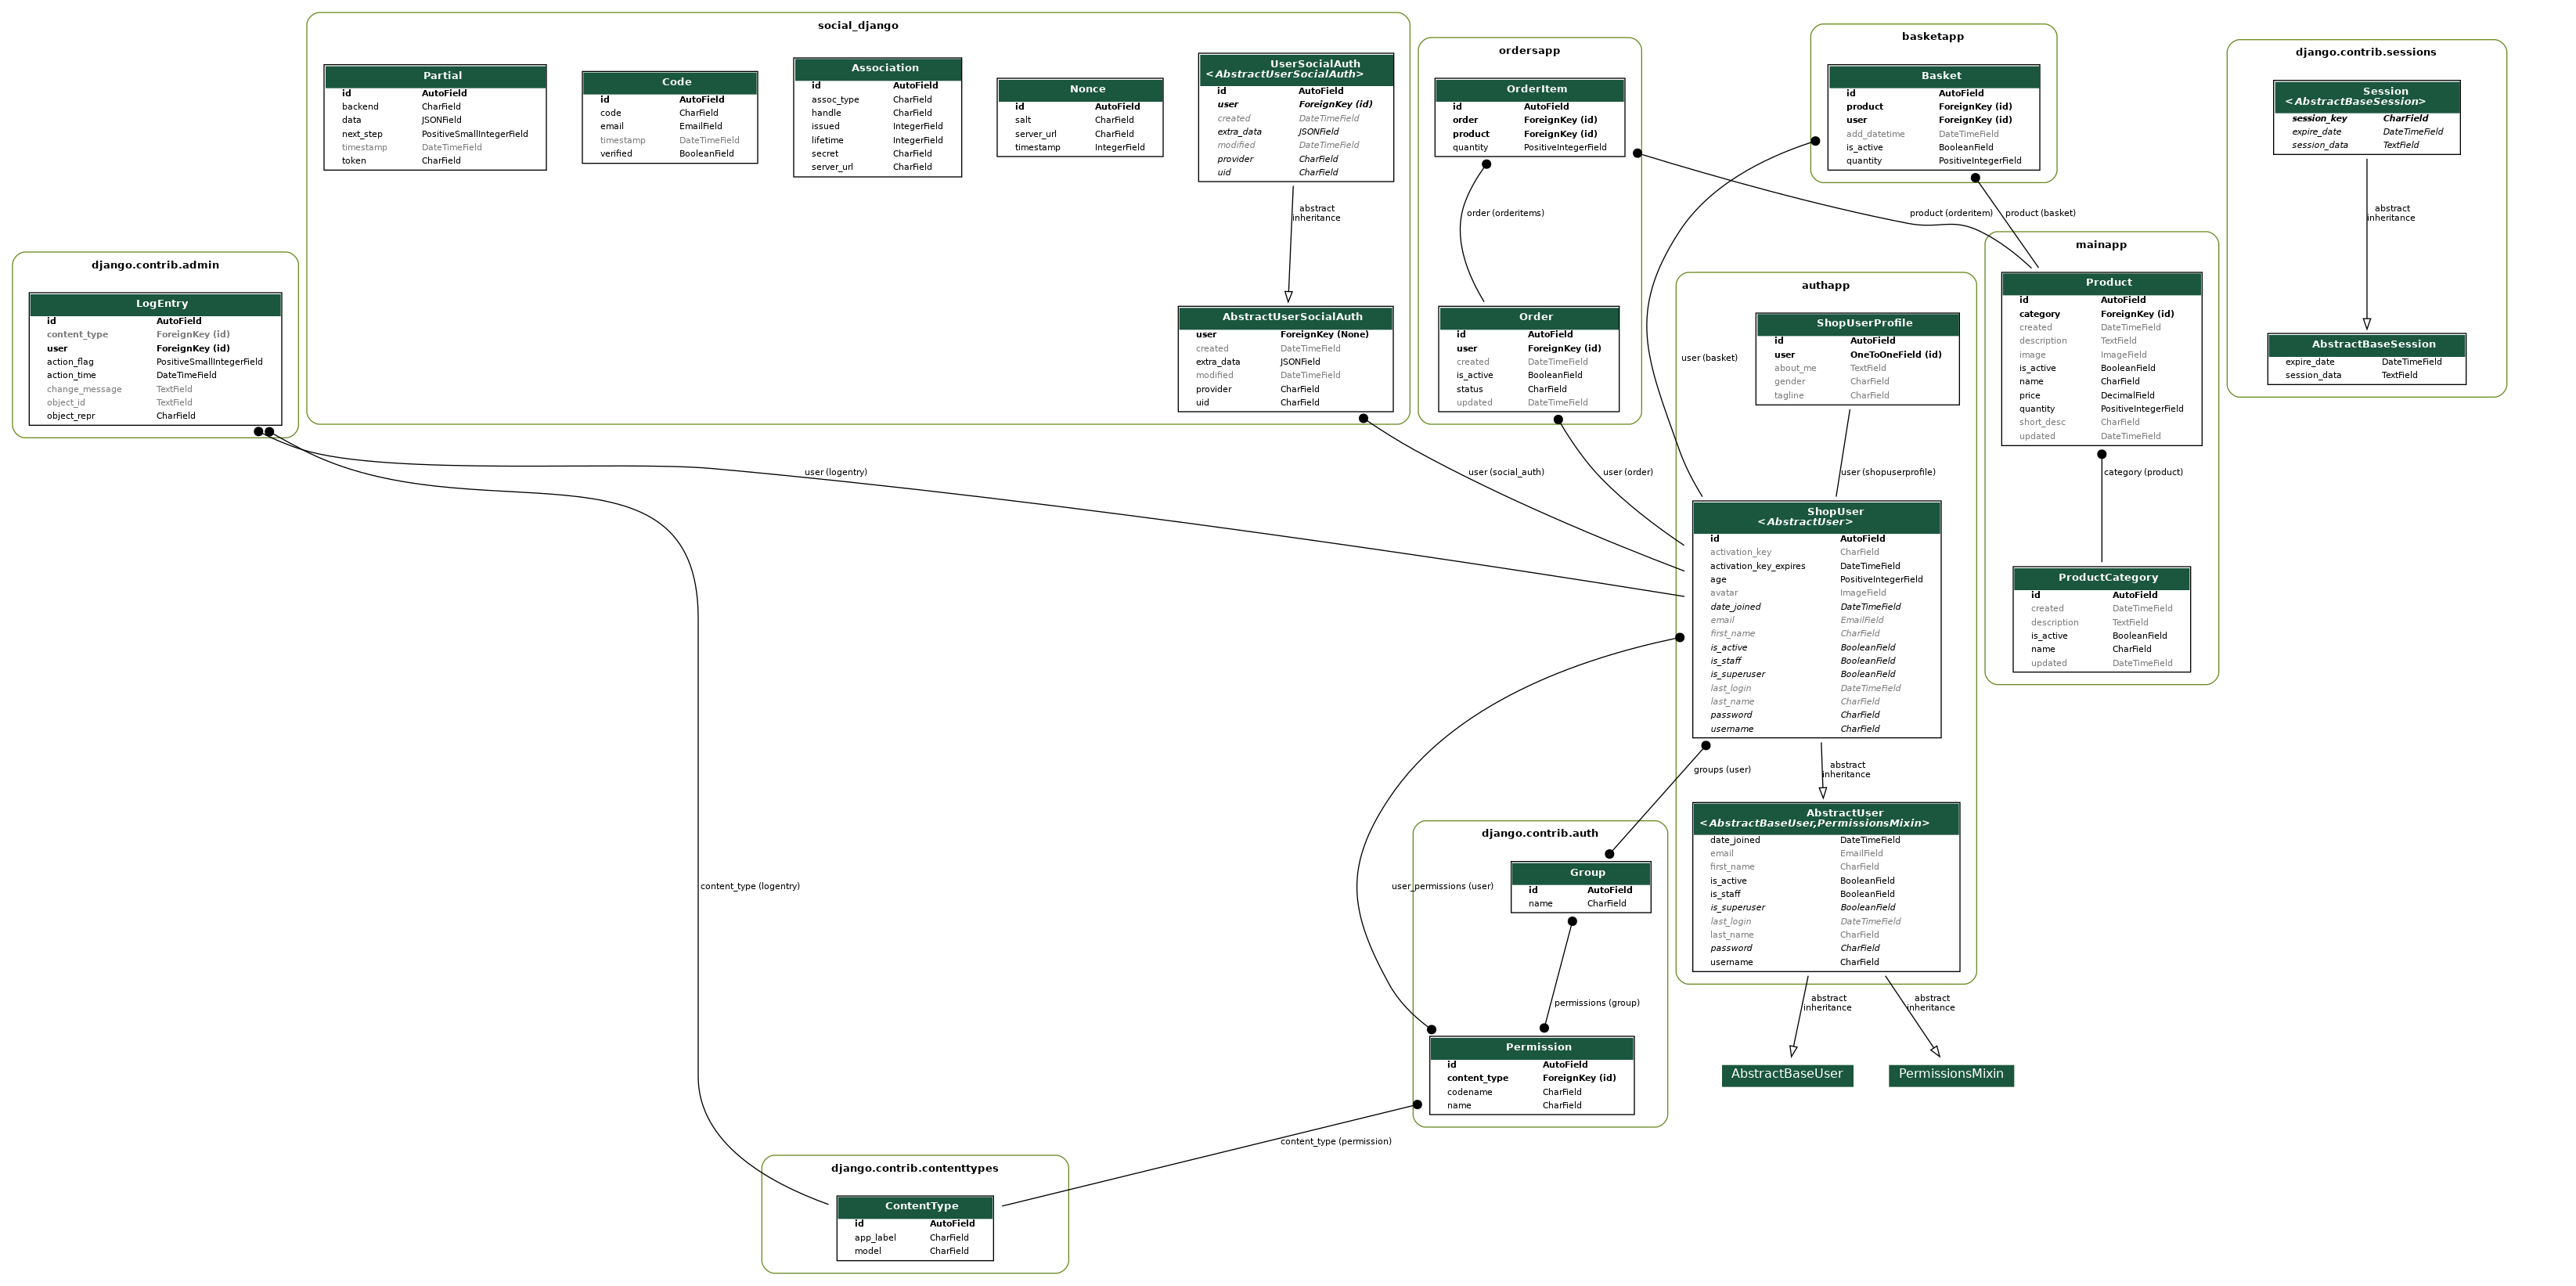 social_django
Partial
id AutoField
backend CharField
data JSONField
next_step PositiveSmallIntegerField
timestamp DateTimeField
token CharField
Code
id AutoField
code CharField
email EmailField
timestamp DateTimeField
verified BooleanField
Association
id AutoField
assoc_type CharField
handle CharField
issued IntegerField
lifetime IntegerField
secret CharField
server_url CharField
Nonce
id AutoField
salt CharField
server_url CharField
timestamp IntegerField
UserSocialAuth
<AbstractUserSocialAuth>
id AutoField
user ForeignKey (id)
created DateTimeField
extra_data JSONField
modified DateTimeField
provider CharField
uid CharField
abstract
inheritance
AbstractUserSocialAuth
user ForeignKey (None)
created DateTimeField
extra_data JSONField
modified DateTimeField
provider CharField
uid CharField
ordersapp
OrderItem
id AutoField
order ForeignKey (id)
product ForeignKey (id)
quantity PositiveIntegerField
order (orderitems)
Order
id AutoField
user ForeignKey (id)
created DateTimeField
is_active BooleanField
status CharField
updated DateTimeField
basketapp
Basket
id AutoField
product ForeignKey (id)
user ForeignKey (id)
add_datetime DateTimeField
is_active BooleanField
quantity PositiveIntegerField
product (orderitem)
product (basket)
django.contrib.sessions
Session
<AbstractBaseSession>
session_key CharField
expire_date DateTimeField
session_data TextField
abstract
inheritance
AbstractBaseSession
expire_date DateTimeField
session_data TextField
django.contrib.admin
LogEntry
id AutoField
content_type ForeignKey (id)
user ForeignKey (id)
action_flag PositiveSmallIntegerField
action_time DateTimeField
change_message TextField
object_id TextField
object_repr CharField
mainapp
Product
id AutoField
category ForeignKey (id)
created DateTimeField
description TextField
image ImageField
is_active BooleanField
name CharField
price DecimalField
quantity PositiveIntegerField
short_desc CharField
updated DateTimeField
category (product)
ProductCategory
id AutoField
created DateTimeField
description TextField
is_active BooleanField
name CharField
updated DateTimeField
authapp
user (basket)
ShopUserProfile
id AutoField
user OneToOneField (id)
about_me TextField
gender CharField
tagline CharField
user (logentry)
user (social_auth)
user (order)
user (shopuserprofile)
ShopUser
<AbstractUser>
id AutoField
activation_key CharField
activation_key_expires DateTimeField
age PositiveIntegerField
avatar ImageField
date_joined DateTimeField
email EmailField
first_name CharField
is_active BooleanField
is_staff BooleanField
is_superuser BooleanField
last_login DateTimeField
last_name CharField
password CharField
username CharField
groups (user)
abstract
inheritance
AbstractUser
<AbstractBaseUser,PermissionsMixin>
date_joined DateTimeField
email EmailField
first_name CharField
is_active BooleanField
is_staff BooleanField
is_superuser BooleanField
last_login DateTimeField
last_name CharField
password CharField
username CharField
abstract
inheritance
abstract
inheritance
AbstractBaseUser
PermissionsMixin
django.contrib.auth
Group
id AutoField
name CharField
content_type (logentry)
user_permissions (user)
permissions (group)
Permission
id AutoField
content_type ForeignKey (id)
codename CharField
name CharField
content_type (permission)
django.contrib.contenttypes
ContentType
id AutoField
app_label CharField
model CharField